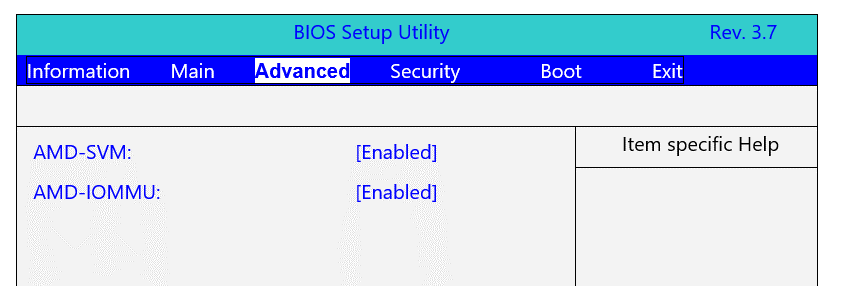 BIOS Setup Utility Rev. 3.7
Information Main Advanced Security Boot Exit
Item specific Help
AMD-SVM: [Enabled]
AMD-IOMMU: [Enabled]